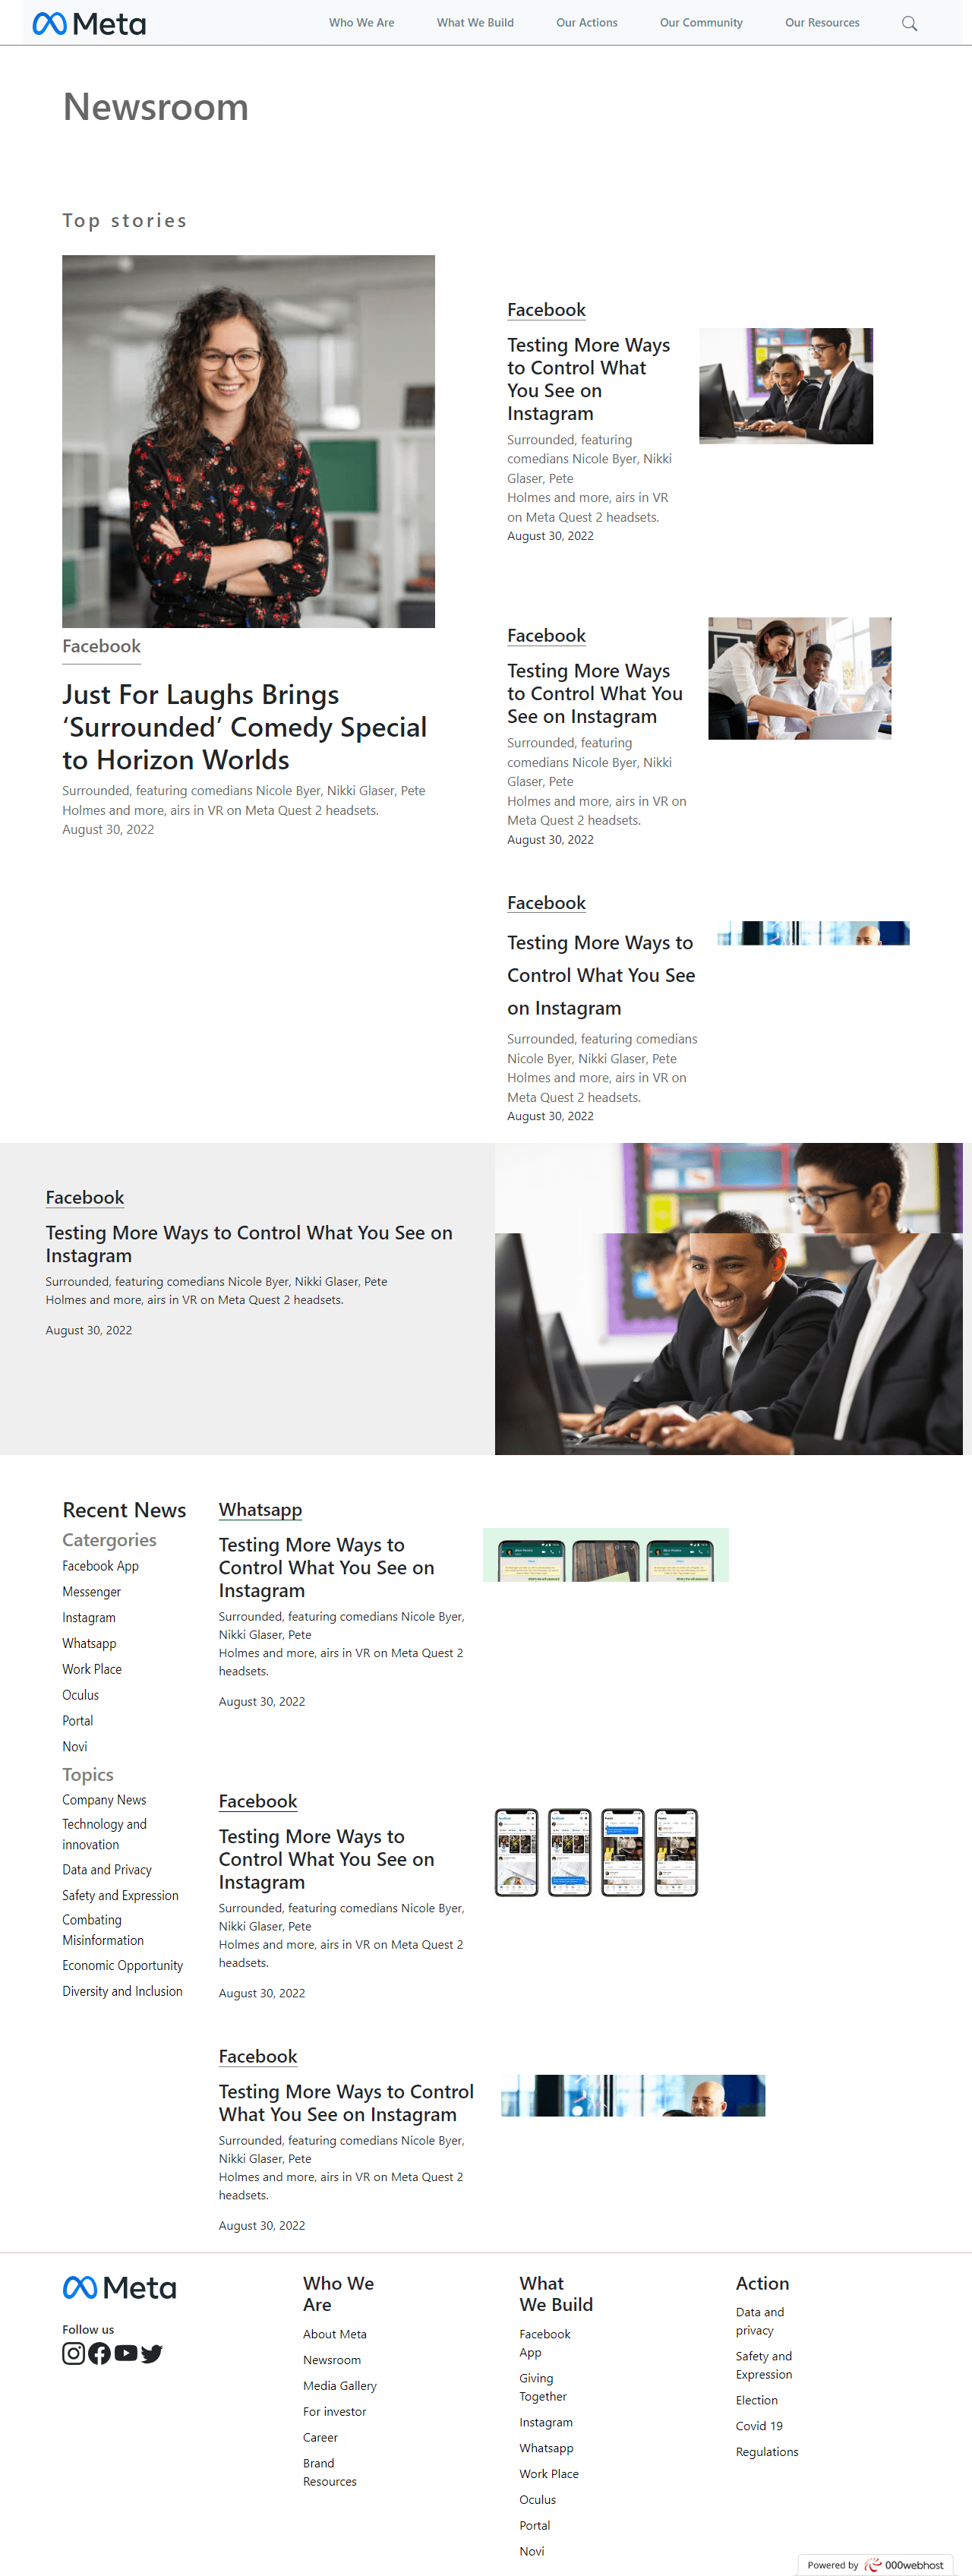 Meta
Who We Are
What We Build
Our Actions
Our Community
Our Resources
Newsroom
Top stories
Facebook
Just For Laughs Brings
‘Surrounded’ Comedy Special
to Horizon Worlds
Surrounded, featuring comedians Nicole Byer, Nikki Glaser, Pete
Holmes and more, airs in VR on Meta Quest 2 headsets.
August 30, 2022
Facebook
Testing More Ways
to Control What
You See on
Instagram
Surrounded, featuring
comedians Nicole Byer, Nikki
Glaser, Pete
Holmes and more, airs in VR
on Meta Quest 2 headsets.
August 30, 2022
Facebook
Testing More Ways
to Control What You
See on Instagram
Surrounded, featuring
comedians Nicole Byer, Nikki
Glaser, Pete
Holmes and more, airs in VR on
Meta Quest 2 headsets.
August 30, 2022
Facebook
Testing More Ways to
Control What You See
on Instagram
Surrounded, featuring comedians
Nicole Byer, Nikki Glaser, Pete
Holmes and more, airs in VR on
Meta Quest 2 headsets.
August 30, 2022
Facebook
Testing More Ways to Control What You See on
Instagram
Surrounded, featuring comedians Nicole Byer, Nikki Glaser, Pete
Holmes and more, airs in VR on Meta Quest 2 headsets.
August 30, 2022
Recent News
Catergories
Facebook App
Messenger
Instagram
Whatsapp
Work Place
Oculus
Portal
Novi
Topics
Company News
Technology and
innovation
Data and Privacy
Safety and Expression
Combating
Misinformation
Economic Opportunity
Diversity and Inclusion
Whatsapp
Testing More Ways to
Control What You See on
Instagram
Surrounded, featuring comedians Nicole Byer,
Nikki Glaser, Pete
Holmes and more, airs in VR on Meta Quest 2
headsets.
August 30, 2022
Facebook
Testing More Ways to
Control What You See on
Instagram
Surrounded, featuring comedians Nicole Byer,
Nikki Glaser, Pete
Holmes and more, airs in VR on Meta Quest 2
headsets.
August 30, 2022
Facebook
Testing More Ways to Control
What You See on Instagram
Surrounded, featuring comedians Nicole Byer,
Nikki Glaser, Pete
Holmes and more, airs in VR on Meta Quest 2
headsets.
August 30, 2022
Meta
Follow us
Who We
Are
About Meta
Newsroom
Media Gallery
For investor
Career
Brand
Resources
What
We Build
Facebook
App
Giving
Together
Instagram
Whatsapp
Work Place
Oculus
Portal
Novi
Action
Data and
privacy
Safety and
Expression
Election
Covid 19
Regulations
Powered by 000webhost